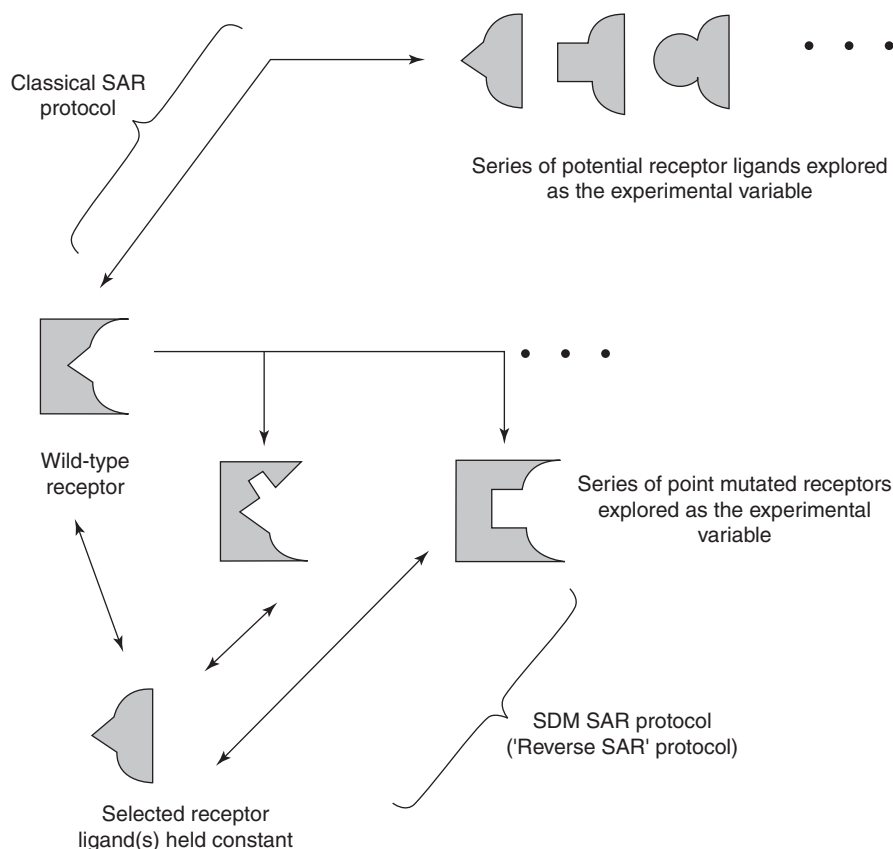 Classical SAR
protocol
Series of potential receptor ligands explored
as the experimental variable
Wild-type
receptor
Series of point mutated receptors
explored as the experimental
variable
SDM SAR protocol
('Reverse SAR' protocol)
Selected receptor
ligand(s) held constant